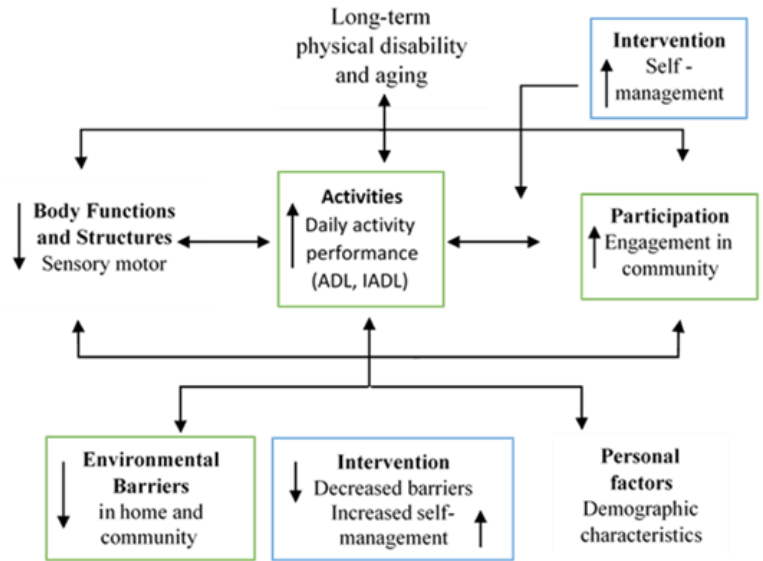 Long-term
physical disability
and aging
Intervention
Self -
management
Body Functions
and Structures
Sensory motor
Activities
Daily activity
performance
(ADL, IADL)
Participation
Engagement in
community
Environmental
Barriers
in home and
community
Intervention
Decreased barriers
Increased self-
management
Personal
factors
Demographic
characteristics